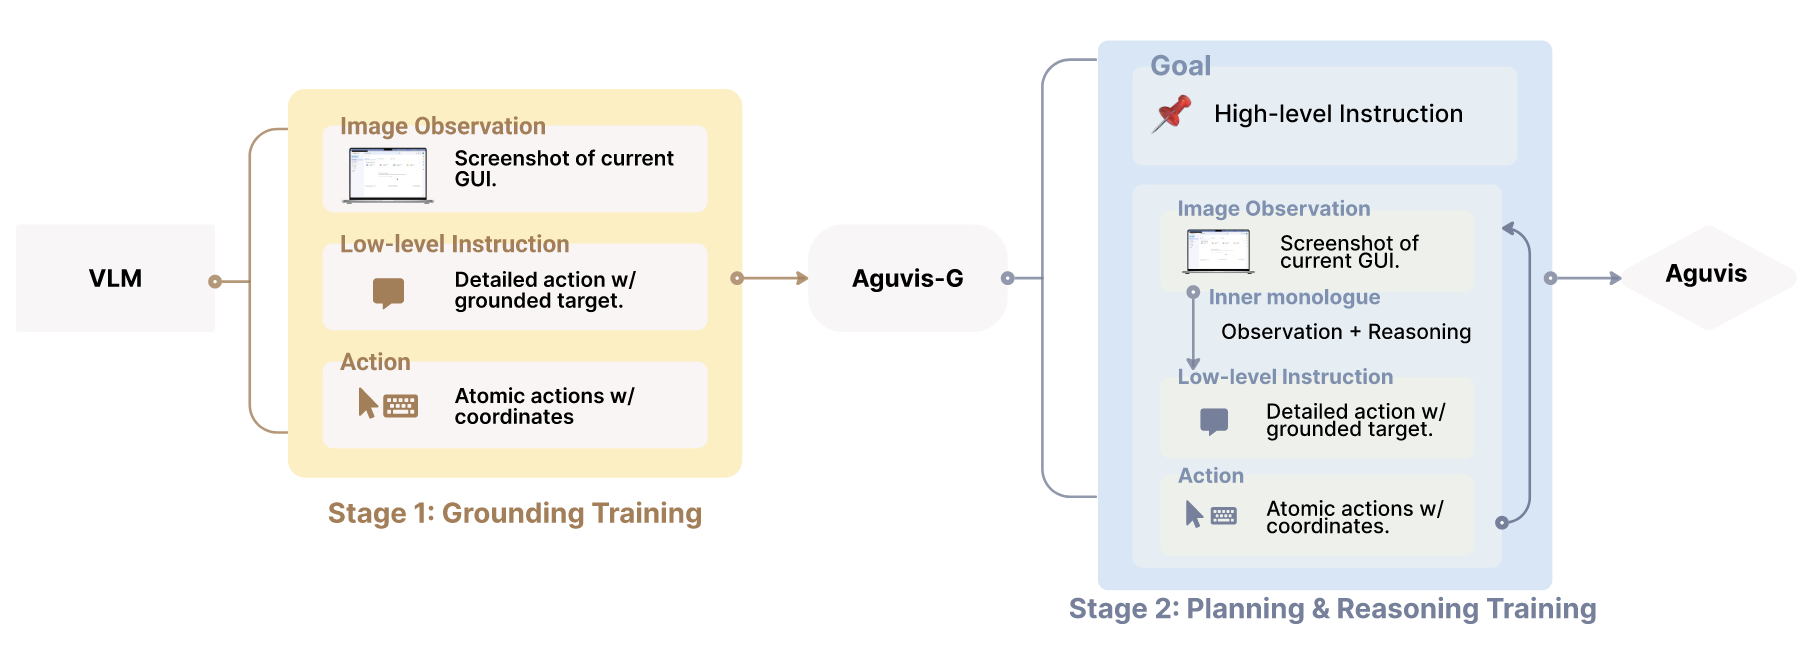 VLM
Image Observation
Screenshot of current
GUI.
Low-level Instruction
Detailed action w/
grounded target.
Action
Atomic actions w/
coordinates
Stage 1: Grounding Training
Aguvis-G
Goal
High-level Instruction
Image Observation
Screenshot of
current GUI.
Inner monologue
Observation + Reasoning
Low-level Instruction
Detailed action w/
grounded target.
Action
Atomic actions w/
coordinates.
Stage 2: Planning & Reasoning Training
Aguvis